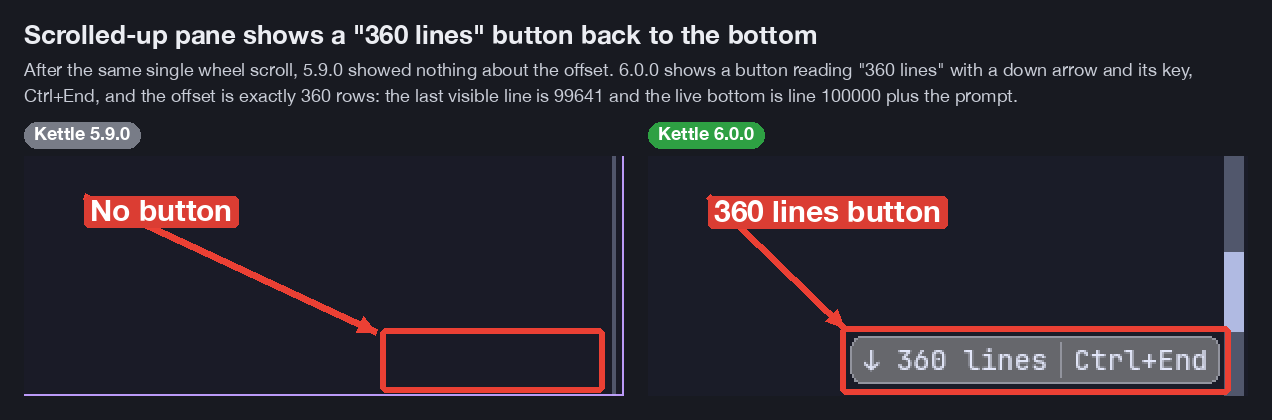 Scrolled-up pane shows a "360 lines" button back to the bottom
After the same single wheel scroll, 5.9.0 showed nothing about the offset. 6.0.0 shows a button reading "360 lines" with a down arrow and its key,
Ctrl+End, and the offset is exactly 360 rows: the last visible line is 99641 and the live bottom is line 100000 plus the prompt.
Kettle 5.9.0
Kettle 6.0.0
No button
360 lines button
↓ 360 lines | Ctrl+End